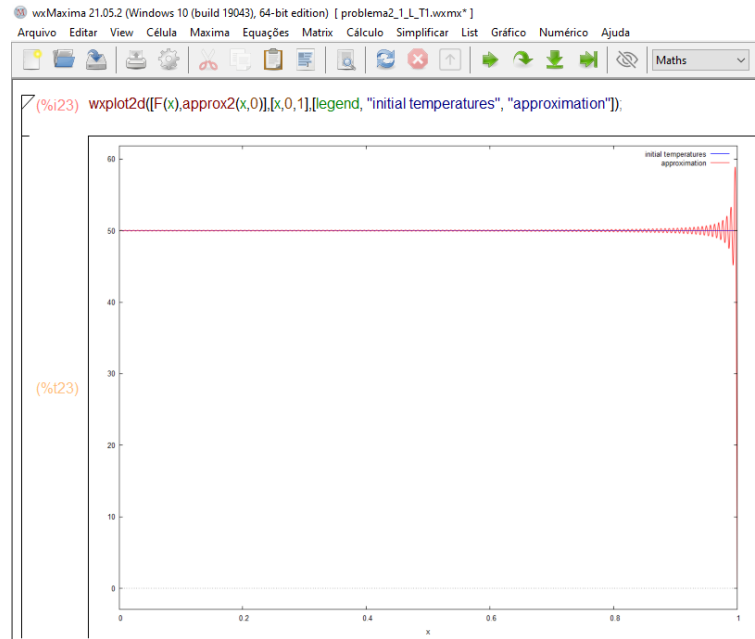 wxMaxima 21.05.2 (Windows 10 (build 19043), 64-bit edition) [ problema2_1_L_T1.wxmx* ]
Arquivo Editar View Célula Maxima Equações Matrix Cálculo Simplificar List Gráfico Numérico Ajuda
Maths
(%i23) wxplot2d([F(x),approx2(x,0)],[x,0,1],[legend, "initial temperatures", "approximation"]);
initial temperatures
approximation
60
50
40
30
20
10
0
(%t23)
0 0.2 0.4 0.6 0.8 1
x